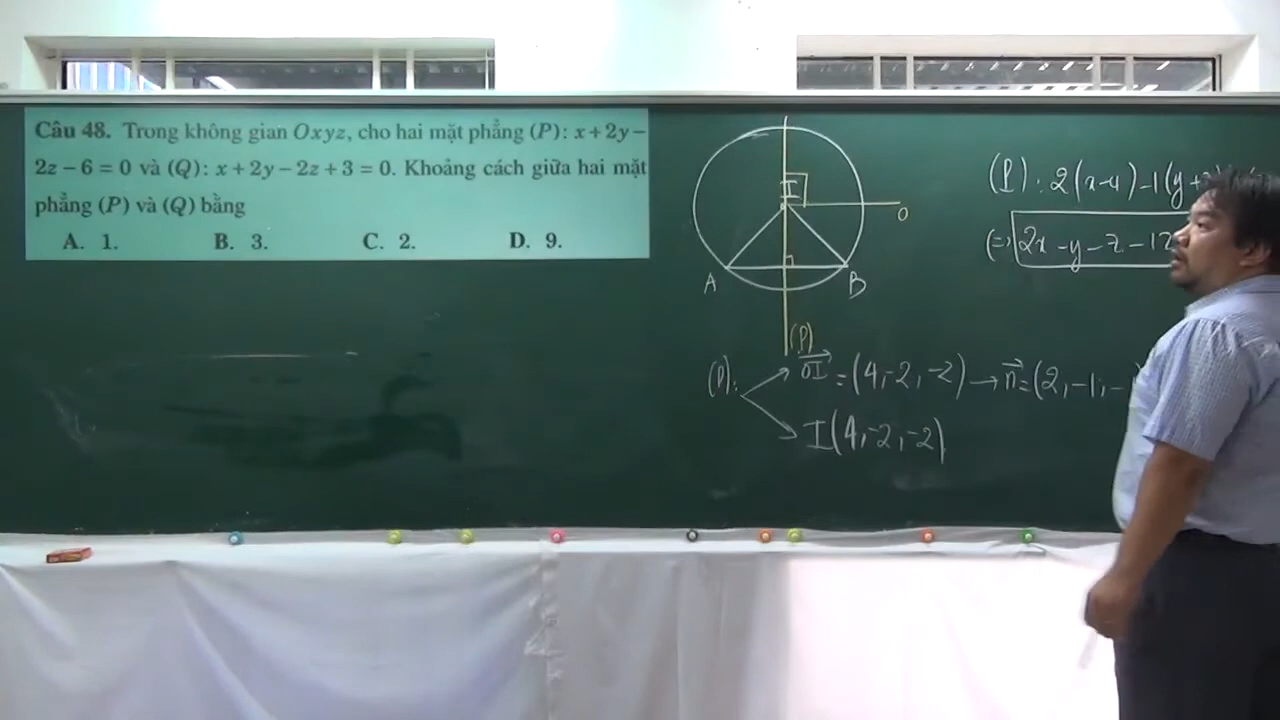 Câu 48. Trong không gian Oxyz, cho hai mặt phẳng (P): x+2y−
2z−6=0 và (Q): x+2y−2z+3=0. Khoảng cách giữa hai mặt
phẳng (P) và (Q) bằng
A. 1. B. 3. C. 2. D. 9.
I
O
A B
(P)
(P): OI = (4,-2,-2) → n = (2,-1,-
I(4,-2,-2)
(P): 2(x-4)-1(y+
(=) 2x-y-z-12